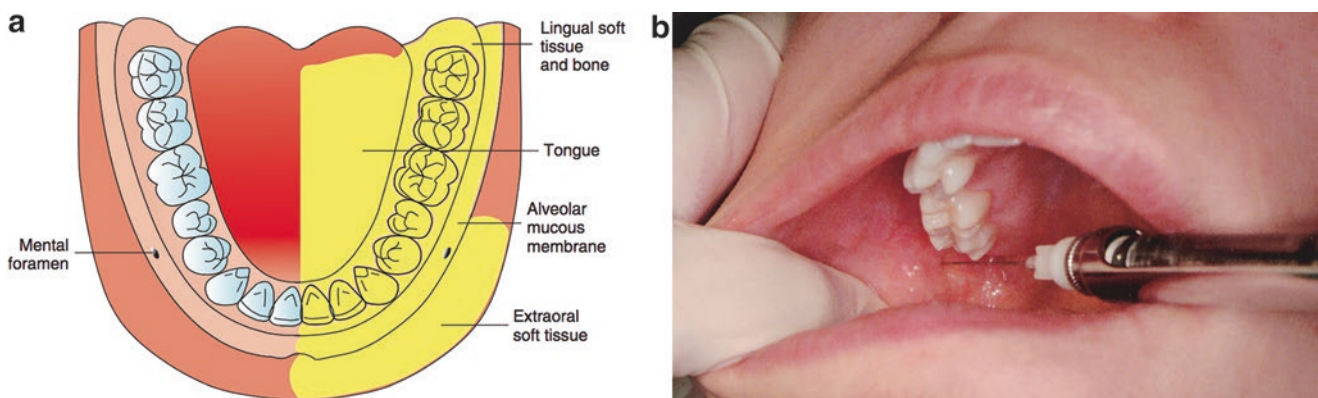 a
Lingual soft
tissue
and bone
Tongue
Alveolar
mucous
membrane
Mental
foramen
Extraoral
soft tissue
b